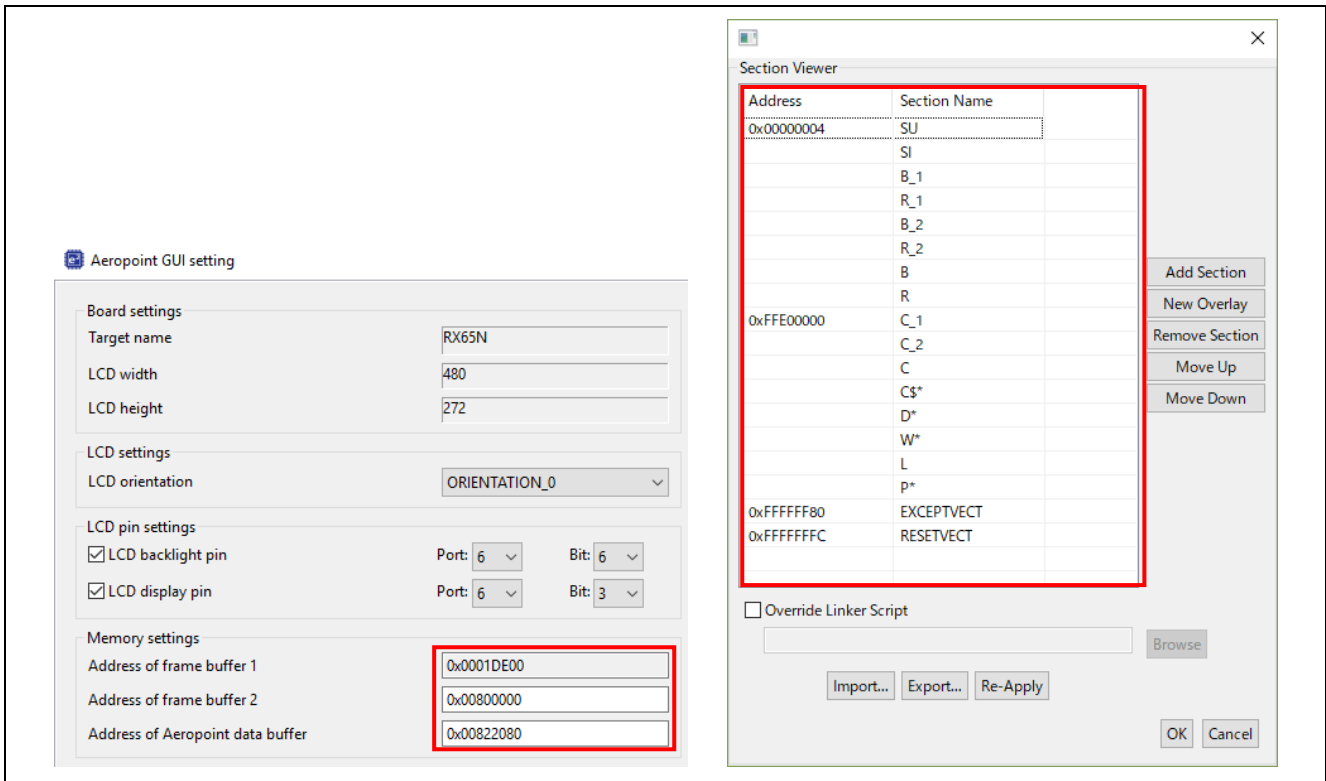 Aeropoint GUI setting
Board settings
Target name RX65N
LCD width 480
LCD height 272
LCD settings
LCD orientation ORIENTATION_0
LCD pin settings
LCD backlight pin Port: 6 Bit: 6
LCD display pin Port: 6 Bit: 3
Memory settings
Address of frame buffer 1 0x0001DE00
Address of frame buffer 2 0x00800000
Address of Aeropoint data buffer 0x00822080
Section Viewer
Address Section Name
0x00000004 SU
SI
B_1
R_1
B_2
R_2
B
R
0xFFE00000 C_1
C_2
C
C$*
D*
W*
L
P*
0xFFFFFF80 EXCEPTVECT
0xFFFFFFFC RESETVECT
Add Section
New Overlay
Remove Section
Move Up
Move Down
Override Linker Script
Browse
Import... Export... Re-Apply
OK Cancel